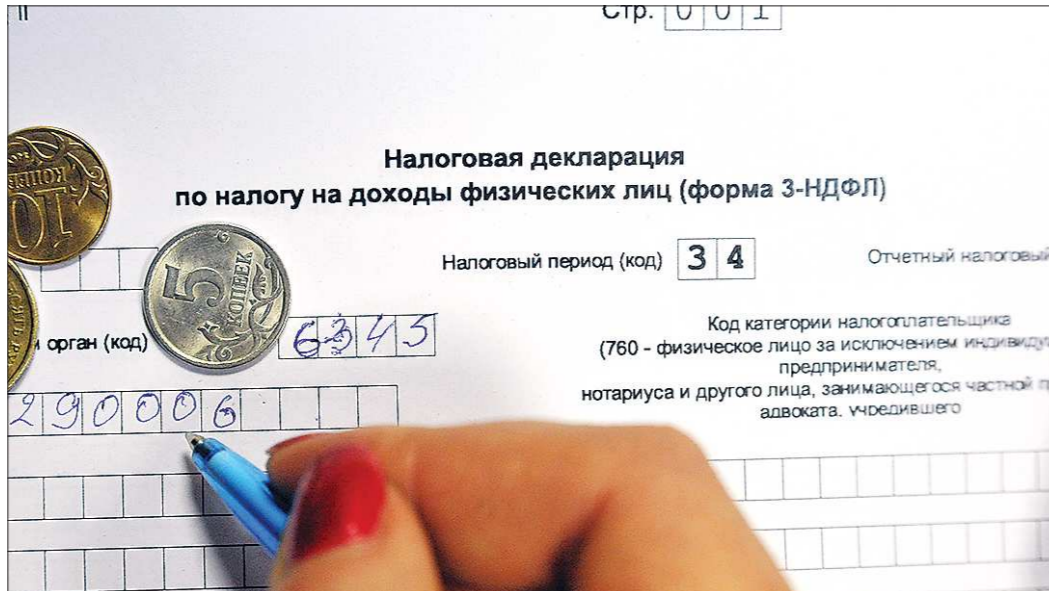 Стр. 001
Налоговая декларация
по налогу на доходы физических лиц (форма 3-НДФЛ)
10
КОПЕЕК
5
КОПЕЕК
Налоговый период (код) 34
Отчетный налоговый
орган (код)
6345
Код категории налогоплательщика
(760 - физическое лицо за исключением индивиду
предпринимателя,
нотариуса и другого лица, занимающегося частной п
адвоката, учредившего
290006